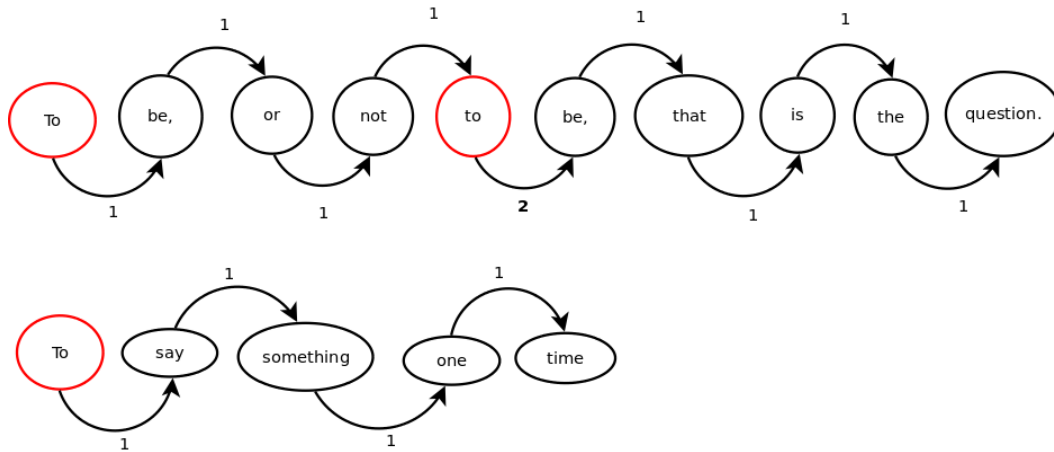 1 1 1 1
To be, or not to be, that is the question.
1 1 2 1 1
1 1
To say something one time
1 1